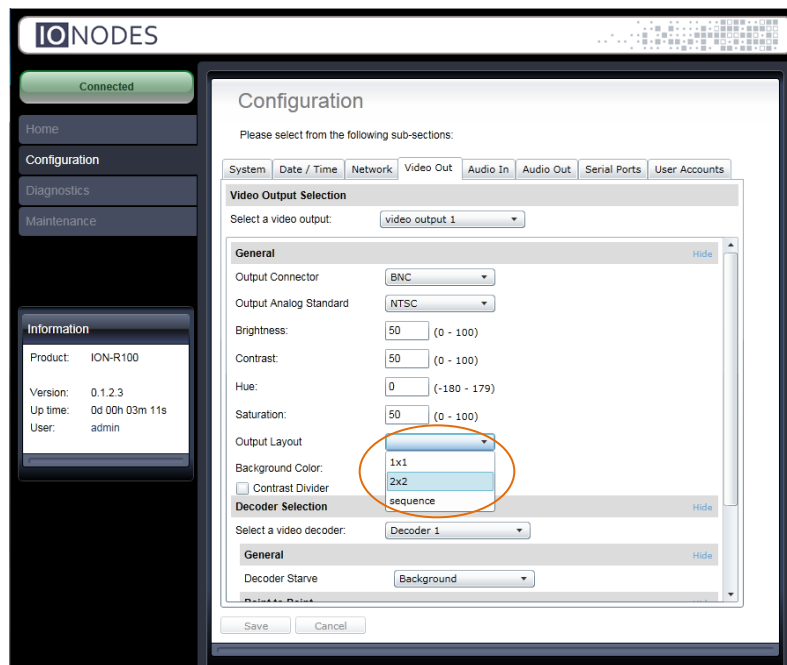 IONODES
Connected
Home
Configuration
Diagnostics
Maintenance
Information
Product: ION-R100
Version: 0.1.2.3
Up time: 0d 00h 03m 11s
User: admin
Configuration
Please select from the following sub-sections:
System Date / Time Network Video Out Audio In Audio Out Serial Ports User Accounts
Video Output Selection
Select a video output: video output 1
General Hide
Output Connector BNC
Output Analog Standard NTSC
Brightness: 50 (0 - 100)
Contrast: 50 (0 - 100)
Hue: 0 (-180 - 179)
Saturation: 50 (0 - 100)
Output Layout
1x1
Background Color:
2x2
Contrast Divider
sequence
Decoder Selection Hide
Select a video decoder: Decoder 1
General Hide
Decoder Starve Background
Point to Point
Save Cancel